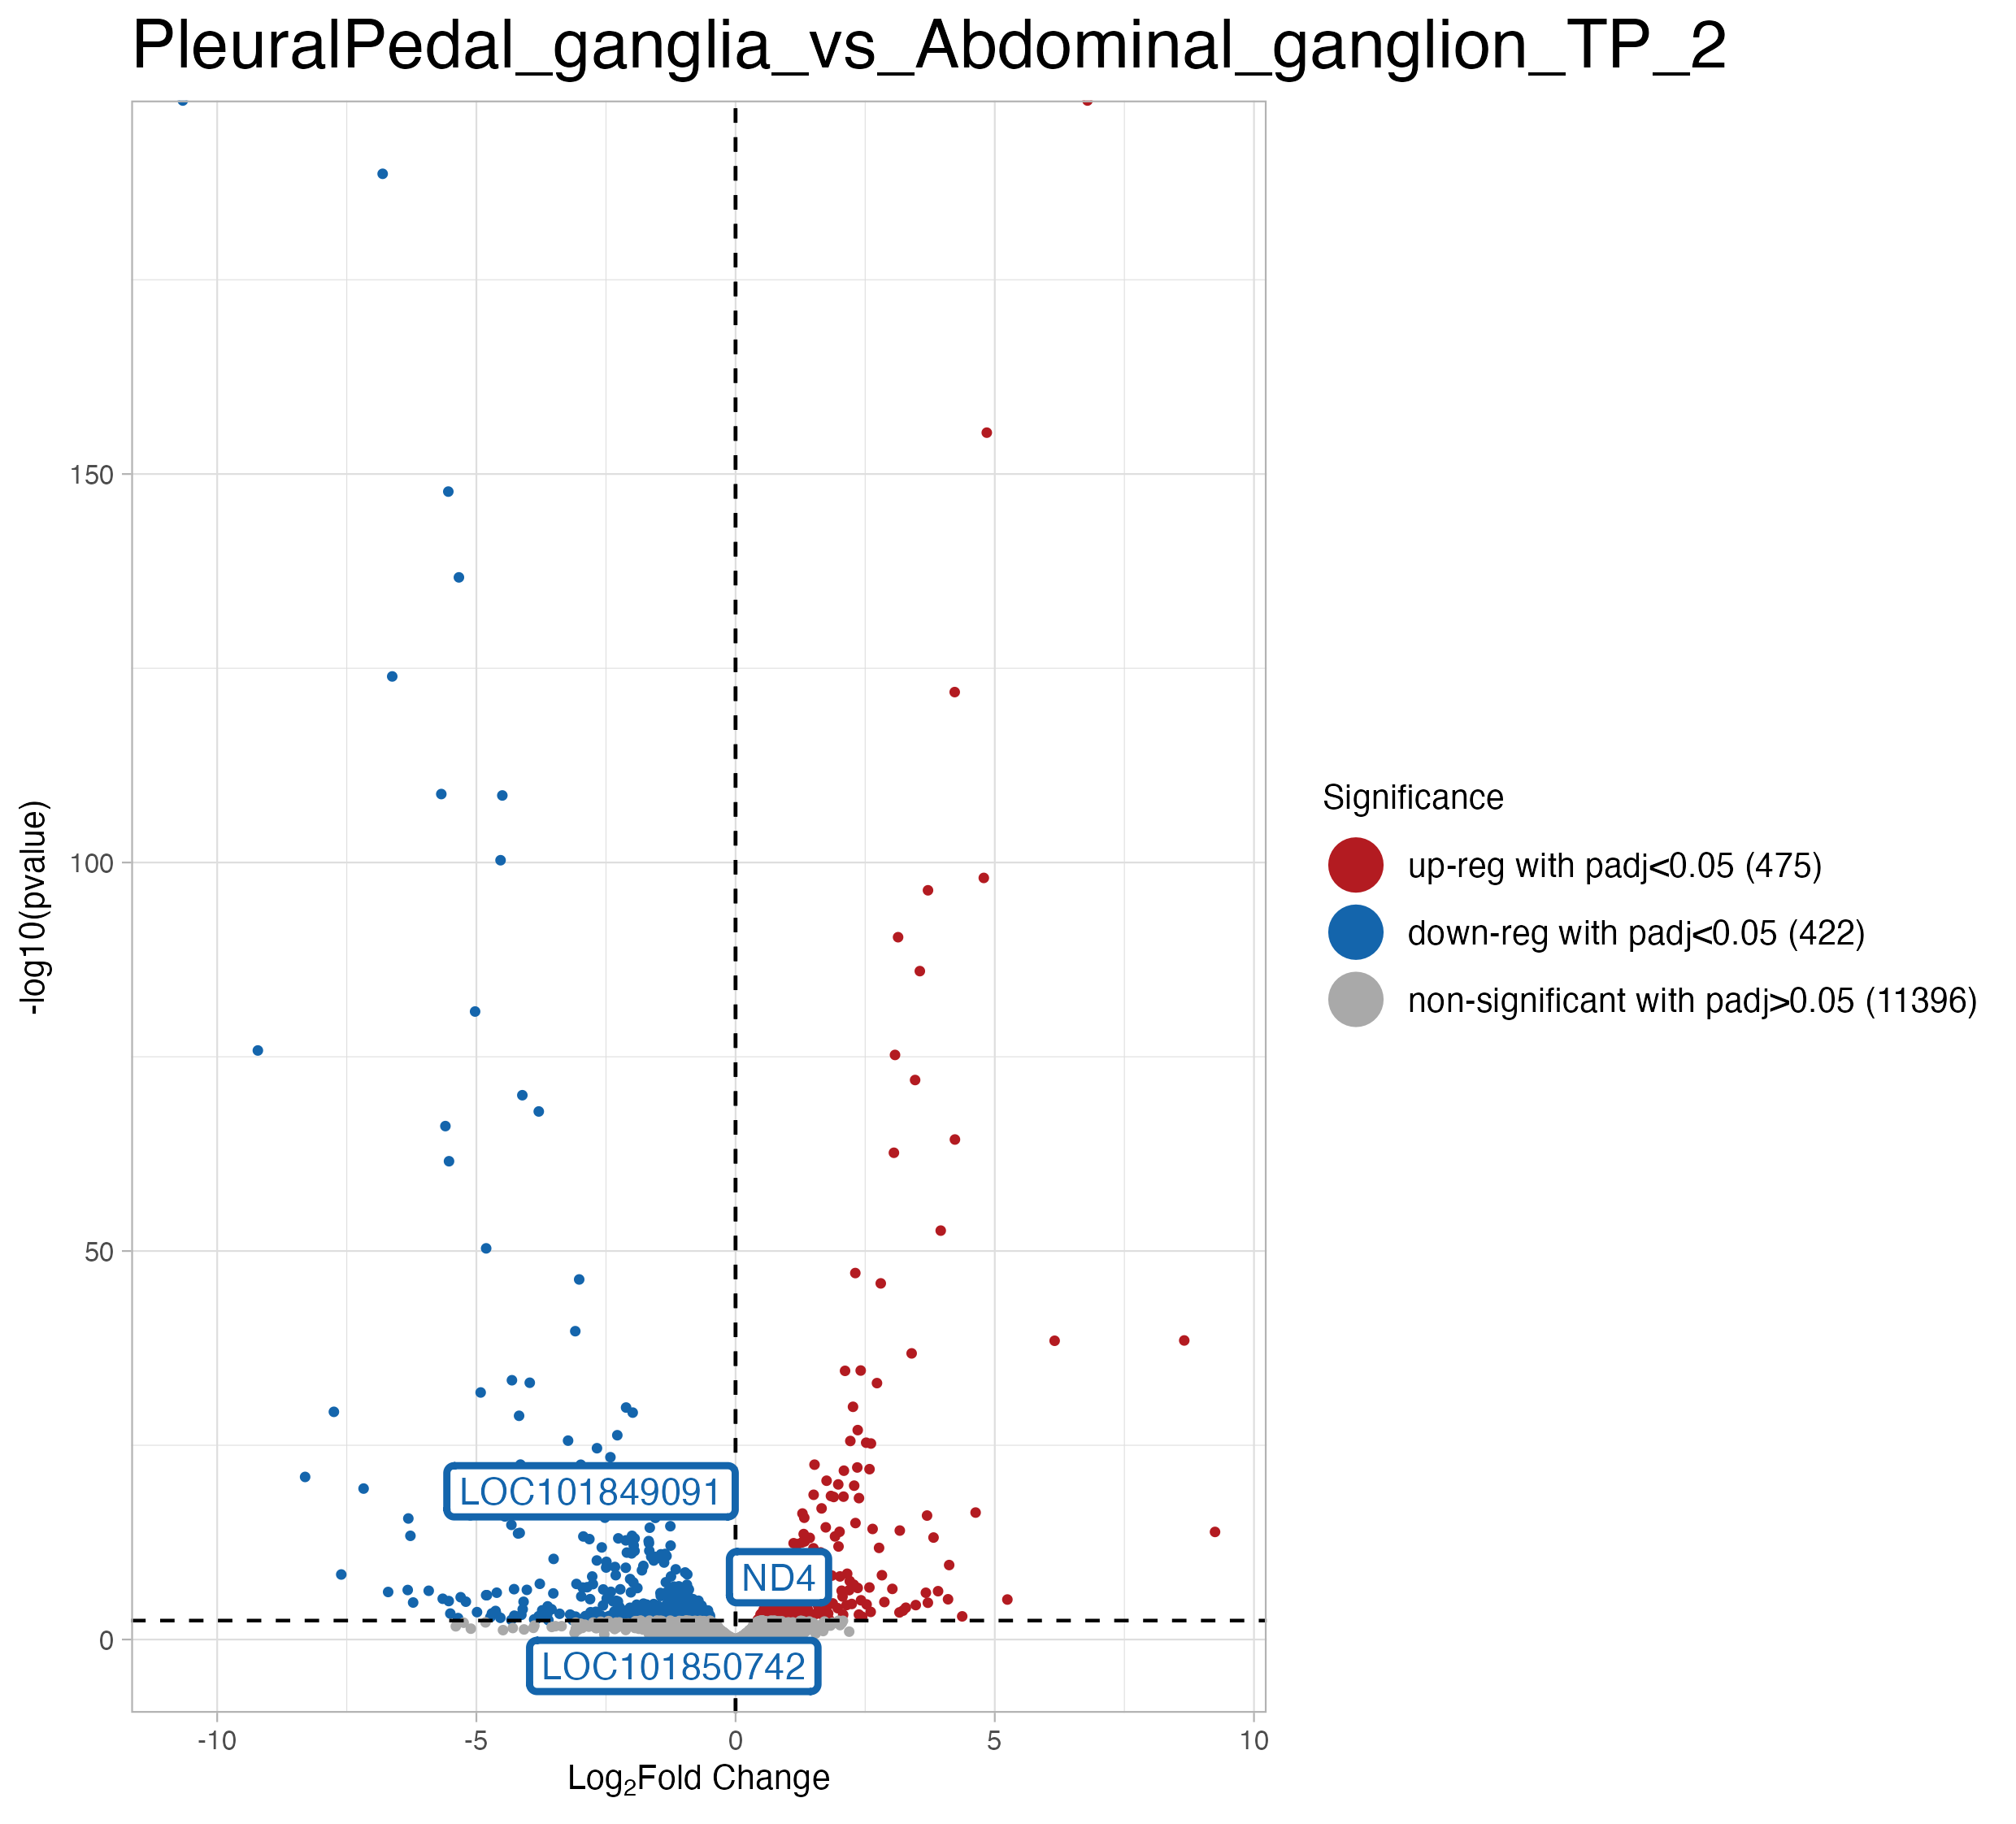 PleuralPedal_ganglia_vs_Abdominal_ganglion_TP_2
-log10(pvalue)
150
100
50
0
LOC101849091
ND4
LOC101850742
-10
-5
0
5
10
Log₂Fold Change
Significance
up-reg with padj<0.05 (475)
down-reg with padj<0.05 (422)
non-significant with padj>0.05 (11396)